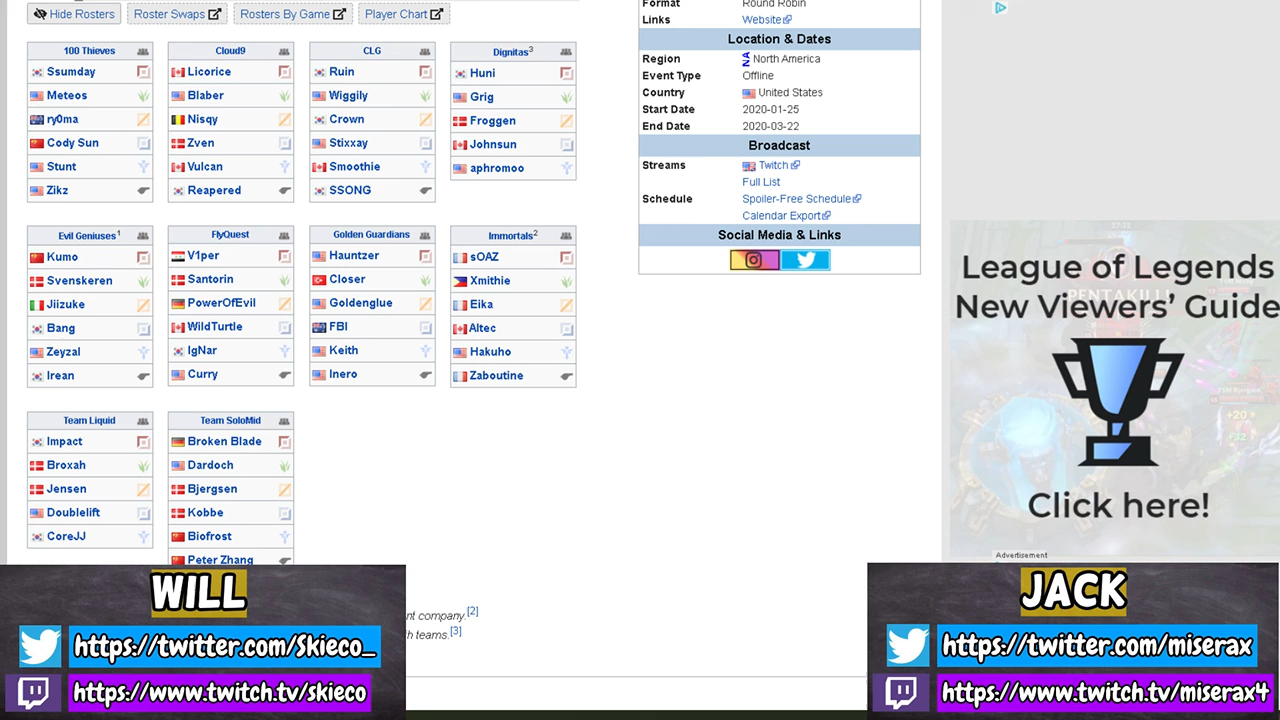 Hide Rosters
Roster Swaps
Rosters By Game
Player Chart
100 Thieves
Ssumday
Meteos
ry0ma
Cody Sun
Stunt
Zikz
Cloud9
Licorice
Blaber
Nisqy
Zven
Vulcan
Reapered
CLG
Ruin
Wiggily
Crown
Stixxay
Smoothie
SSONG
Dignitas3
Huni
Grig
Froggen
Johnsun
aphromoo
Evil Geniuses1
Kumo
Svenskeren
Jiizuke
Bang
Zeyzal
Irean
FlyQuest
V1per
Santorin
PowerOfEvil
WildTurtle
IgNar
Curry
Golden Guardians
Hauntzer
Closer
Goldenglue
FBI
Keith
Inero
Immortals2
sOAZ
Xmithie
Eika
Altec
Hakuho
Zaboutine
Team Liquid
Impact
Broxah
Jensen
Doublelift
CoreJJ
Team SoloMid
Broken Blade
Dardoch
Bjergsen
Kobbe
Biofrost
Peter Zhang
nt company.[2]
h teams.[3]
Format Round Robin
Links Website
Location & Dates
Region NA North America
Event Type Offline
Country United States
Start Date 2020-01-25
End Date 2020-03-22
Broadcast
Streams Twitch
Full List
Schedule Spoiler-Free Schedule
Calendar Export
Social Media & Links
League of Legends
New Viewers' Guide
PENTAKILL!
+20
Click here!
Advertisement
WILL
https://twitter.com/Skieco_
https://www.twitch.tv/skieco
JACK
https://twitter.com/miserax
https://www.twitch.tv/miserax4